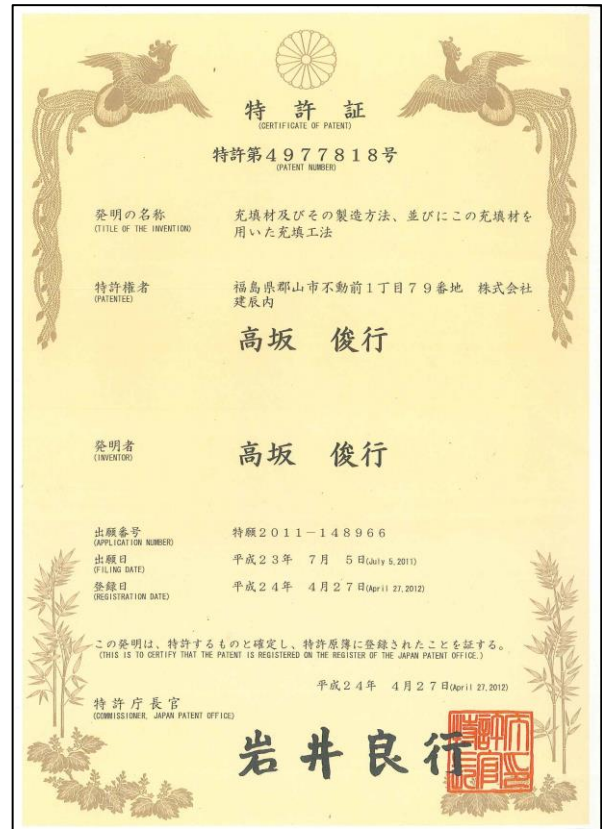 特許証
(CERTIFICATE OF PATENT)
特許第4977818号
(PATENT NUMBER)
発明の名称
(TITLE OF THE INVENTION)
充填材及びその製造方法、並びにこの充填材を
用いた充填工法
特許権者
(PATENTEE)
福島県郡山市不動前1丁目79番地 株式会社
建辰内
高坂 俊行
発明者
(INVENTOR)
高坂 俊行
出願番号
(APPLICATION NUMBER)
特願2011-148966
出願日
(FILING DATE)
平成23年 7月 5日(July 5,2011)
登録日
(REGISTRATION DATE)
平成24年 4月27日(April 27,2012)
この発明は、特許するものと確定し、特許原簿に登録されたことを証する。
(THIS IS TO CERTIFY THAT THE PATENT IS REGISTERED ON THE REGISTER OF THE JAPAN PATENT OFFICE.)
平成24年 4月27日(April 27,2012)
特許庁長官
(COMMISSIONER, JAPAN PATENT OFFICE)
岩井良行